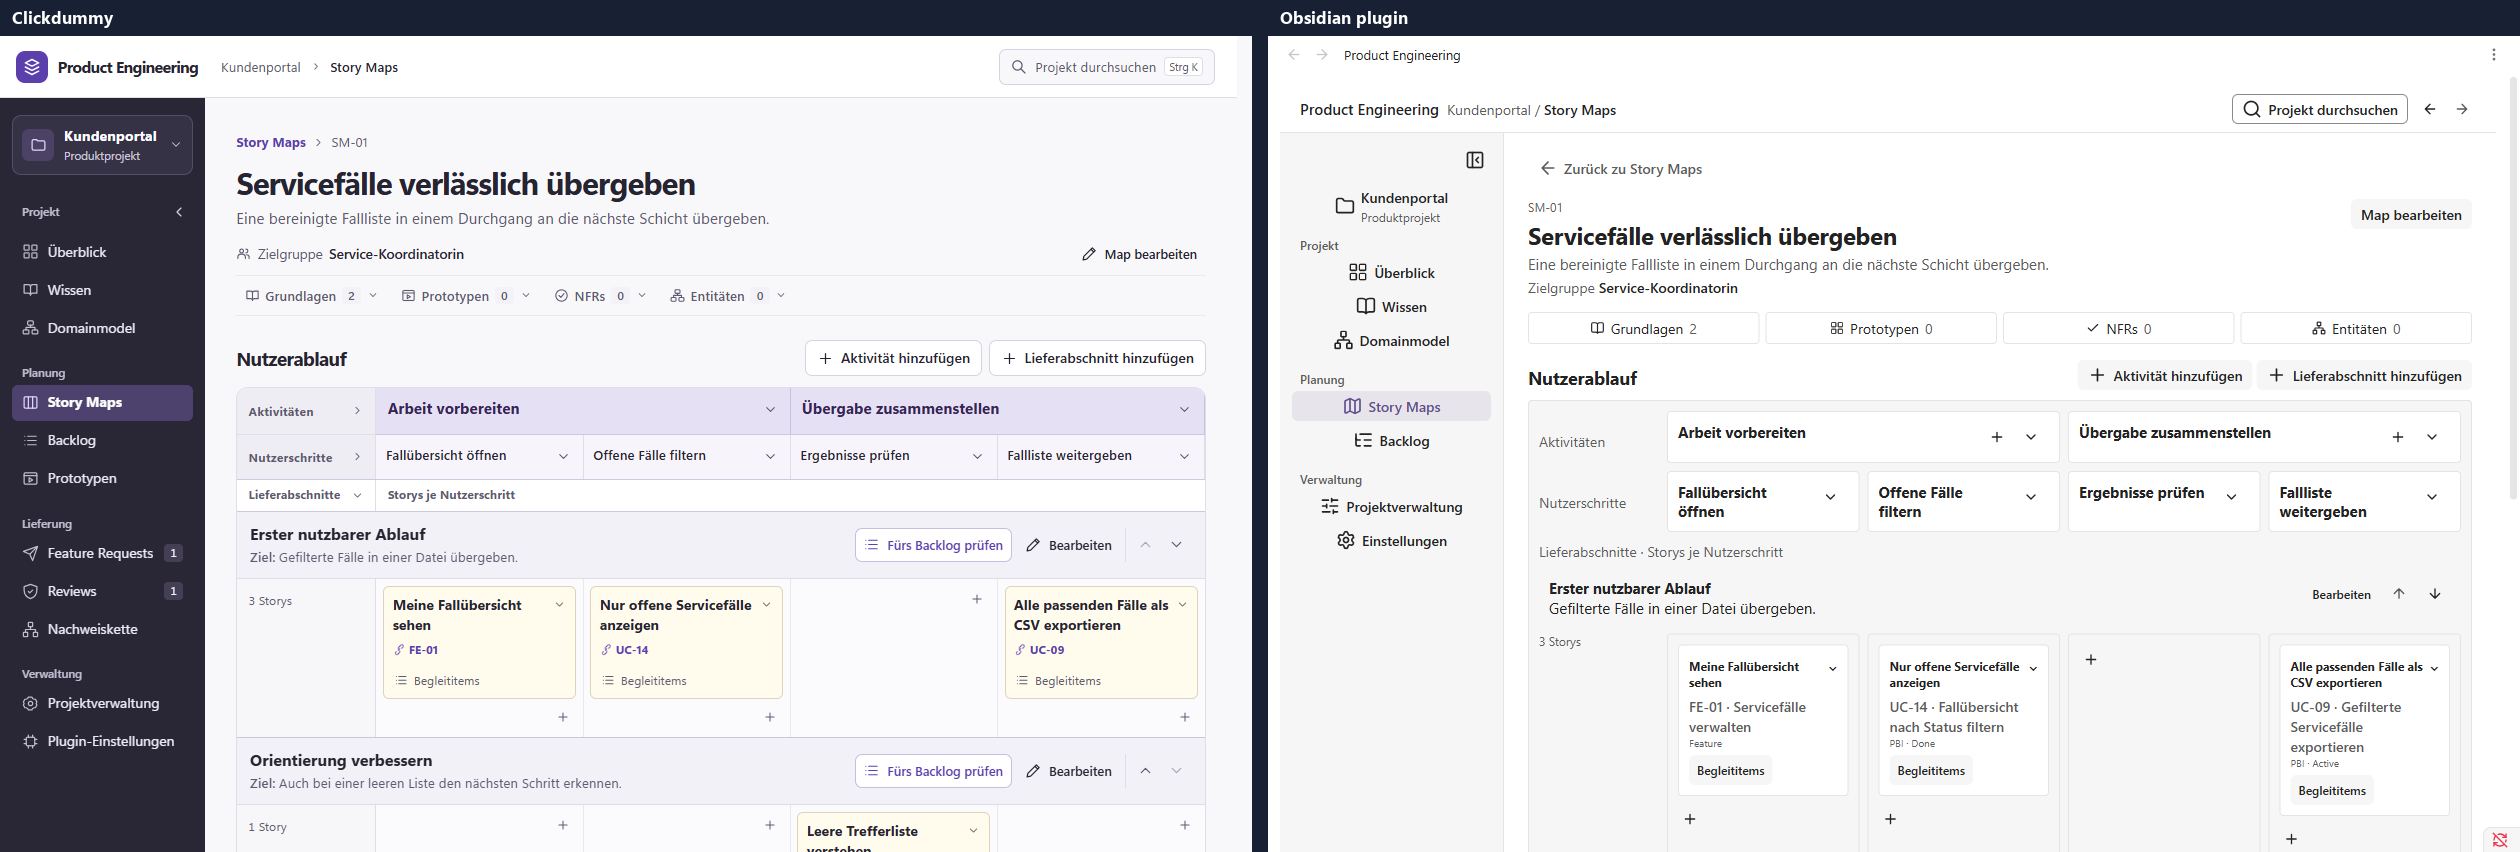 Clickdummy
Product Engineering
Kundenportal > Story Maps
Projekt durchsuchen Strg K
Kundenportal
Produktprojekt
Projekt
Überblick
Wissen
Domainmodel
Planung
Story Maps
Backlog
Prototypen
Lieferung
Feature Requests 1
Reviews 1
Nachweiskette
Verwaltung
Projektverwaltung
Plugin-Einstellungen
Story Maps > SM-01
Servicefälle verlässlich übergeben
Eine bereinigte Fallliste in einem Durchgang an die nächste Schicht übergeben.
Zielgruppe Service-Koordinatorin
Map bearbeiten
Grundlagen 2 Prototypen 0 NFRs 0 Entitäten 0
Nutzerablauf
+ Aktivität hinzufügen
+ Lieferabschnitt hinzufügen
Aktivitäten
Arbeit vorbereiten
Übergabe zusammenstellen
Nutzerschritte
Fallübersicht öffnen
Offene Fälle filtern
Ergebnisse prüfen
Fallliste weitergeben
Lieferabschnitte
Storys je Nutzerschritt
Erster nutzbarer Ablauf
Ziel: Gefilterte Fälle in einer Datei übergeben.
Fürs Backlog prüfen
Bearbeiten
3 Storys
Meine Fallübersicht
sehen
FE-01
Begleititems
+
Nur offene Servicefälle
anzeigen
UC-14
Begleititems
+
+
Alle passenden Fälle als
CSV exportieren
UC-09
Begleititems
+
Orientierung verbessern
Ziel: Auch bei einer leeren Liste den nächsten Schritt erkennen.
Fürs Backlog prüfen
Bearbeiten
1 Story
+
+
Leere Trefferliste
verstehen
+
Obsidian plugin
Product Engineering
Product Engineering Kundenportal / Story Maps
Projekt durchsuchen
Kundenportal
Produktprojekt
Projekt
Überblick
Wissen
Domainmodel
Planung
Story Maps
Backlog
Verwaltung
Projektverwaltung
Einstellungen
Zurück zu Story Maps
SM-01
Servicefälle verlässlich übergeben
Eine bereinigte Fallliste in einem Durchgang an die nächste Schicht übergeben.
Zielgruppe Service-Koordinatorin
Map bearbeiten
Grundlagen 2
Prototypen 0
NFRs 0
Entitäten 0
Nutzerablauf
+ Aktivität hinzufügen
+ Lieferabschnitt hinzufügen
Aktivitäten
Arbeit vorbereiten +
Übergabe zusammenstellen +
Nutzerschritte
Fallübersicht
öffnen
Offene Fälle
filtern
Ergebnisse prüfen
Fallliste
weitergeben
Lieferabschnitte · Storys je Nutzerschritt
Erster nutzbarer Ablauf
Gefilterte Fälle in einer Datei übergeben.
Bearbeiten
3 Storys
Meine Fallübersicht
sehen
FE-01 · Servicefälle
verwalten
Feature
Begleititems
+
Nur offene Servicefälle
anzeigen
UC-14 · Fallübersicht
nach Status filtern
PBI · Done
Begleititems
+
+
Alle passenden Fälle als
CSV exportieren
UC-09 · Gefilterte
Servicefälle
exportieren
PBI · Active
Begleititems
+